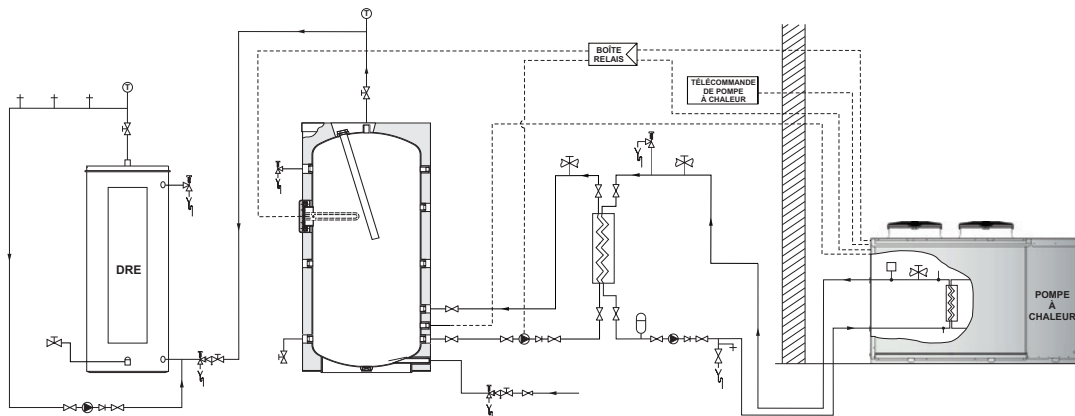 T
T
BOÎTE
RELAIS
TÉLÉCOMMANDE
DE POMPE
À CHALEUR
DRE
POMPE
À
CHALEUR